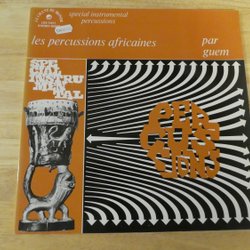 special instrumental
percussions
les percussions africaines
par
guem
SPE
CIAL
INSTRU
MEN
TAL
PER
CUS
SIONS